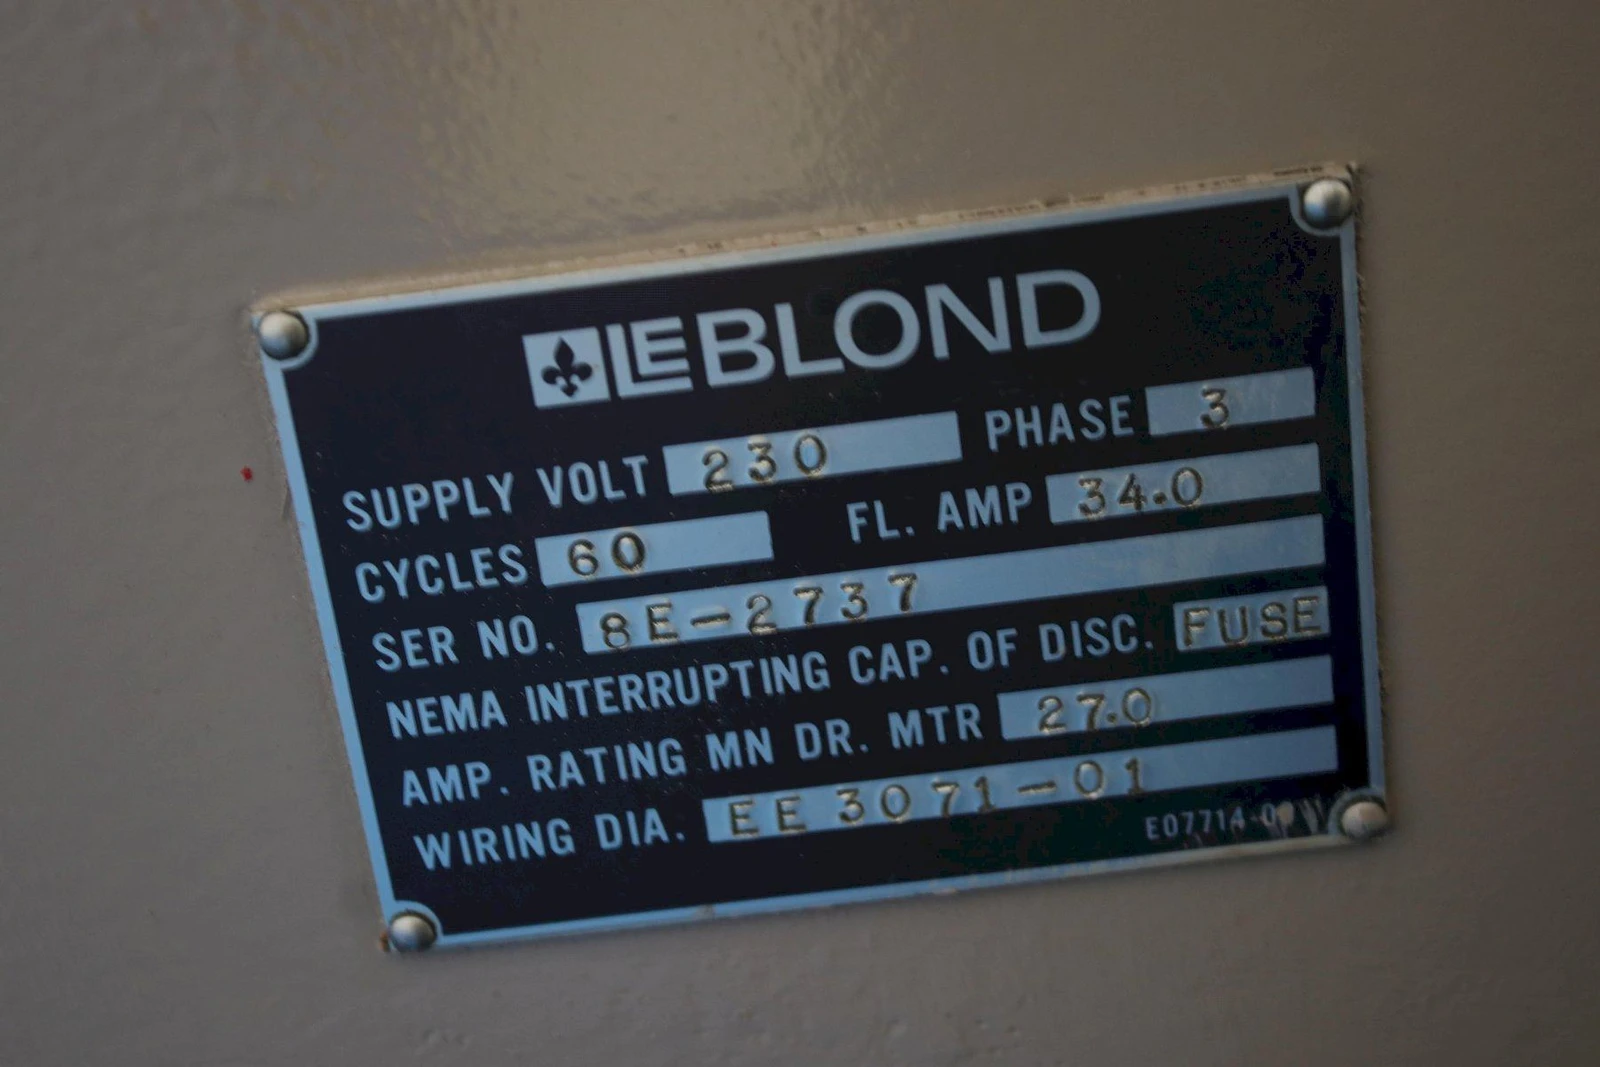 LEBLOND
SUPPLY VOLT 230 PHASE 3
CYCLES 60 FL. AMP 34.0
SER NO. 8E-2737
NEMA INTERRUPTING CAP. OF DISC. FUSE
AMP. RATING MN DR. MTR 27.0
WIRING DIA. EE 3071-01